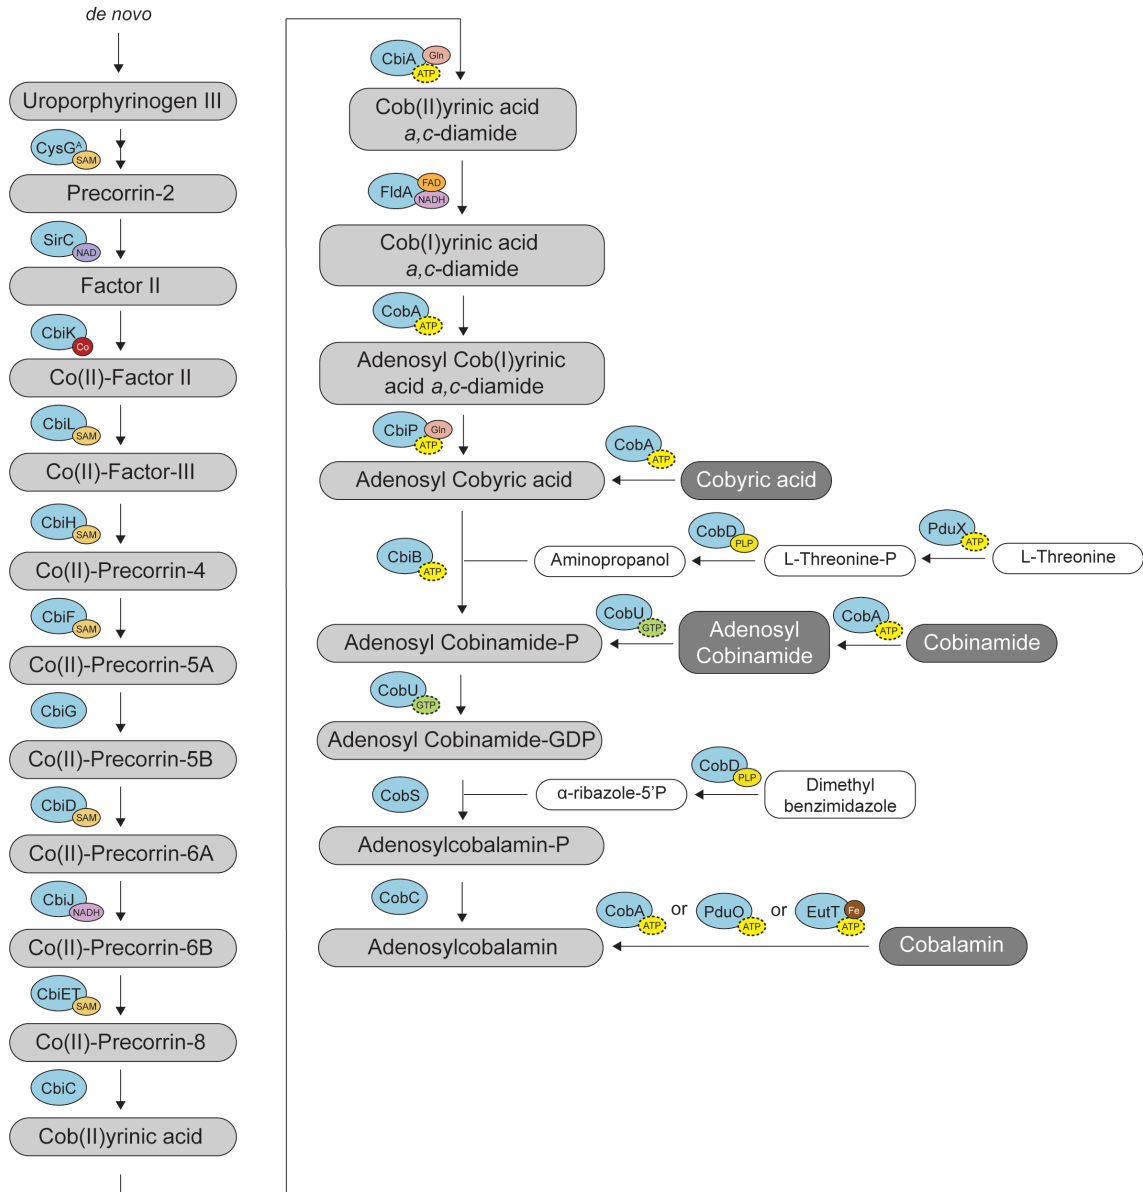 de novo
Uroporphyrinogen III
CysGA
SAM
Precorrin-2
SirC
NAD
Factor II
CbiK
Co
Co(II)-Factor II
CbiL
SAM
Co(II)-Factor-III
CbiH
SAM
Co(II)-Precorrin-4
CbiF
SAM
Co(II)-Precorrin-5A
CbiG
Co(II)-Precorrin-5B
CbiD
SAM
Co(II)-Precorrin-6A
CbiJ
NADH
Co(II)-Precorrin-6B
CbiET
SAM
Co(II)-Precorrin-8
CbiC
Cob(II)yrinic acid
CbiA
Gln
ATP
Cob(II)yrinic acid
a,c-diamide
FldA
FAD
NADH
Cob(I)yrinic acid
a,c-diamide
CobA
ATP
Adenosyl Cob(I)yrinic
acid a,c-diamide
CbiP
Gln
ATP
CobA
ATP
Adenosyl Cobyric acid
Cobyric acid
CbiB
ATP
Aminopropanol
CobD
PLP
L-Threonine-P
PduX
ATP
L-Threonine
Adenosyl Cobinamide-P
CobU
GTP
Adenosyl
Cobinamide
CobA
ATP
Cobinamide
CobU
GTP
Adenosyl Cobinamide-GDP
CobS
α-ribazole-5'P
CobD
PLP
Dimethyl
benzimidazole
Adenosylcobalamin-P
CobC
CobA
ATP
or
PduO
ATP
or
EutT
Fe
ATP
Adenosylcobalamin
Cobalamin